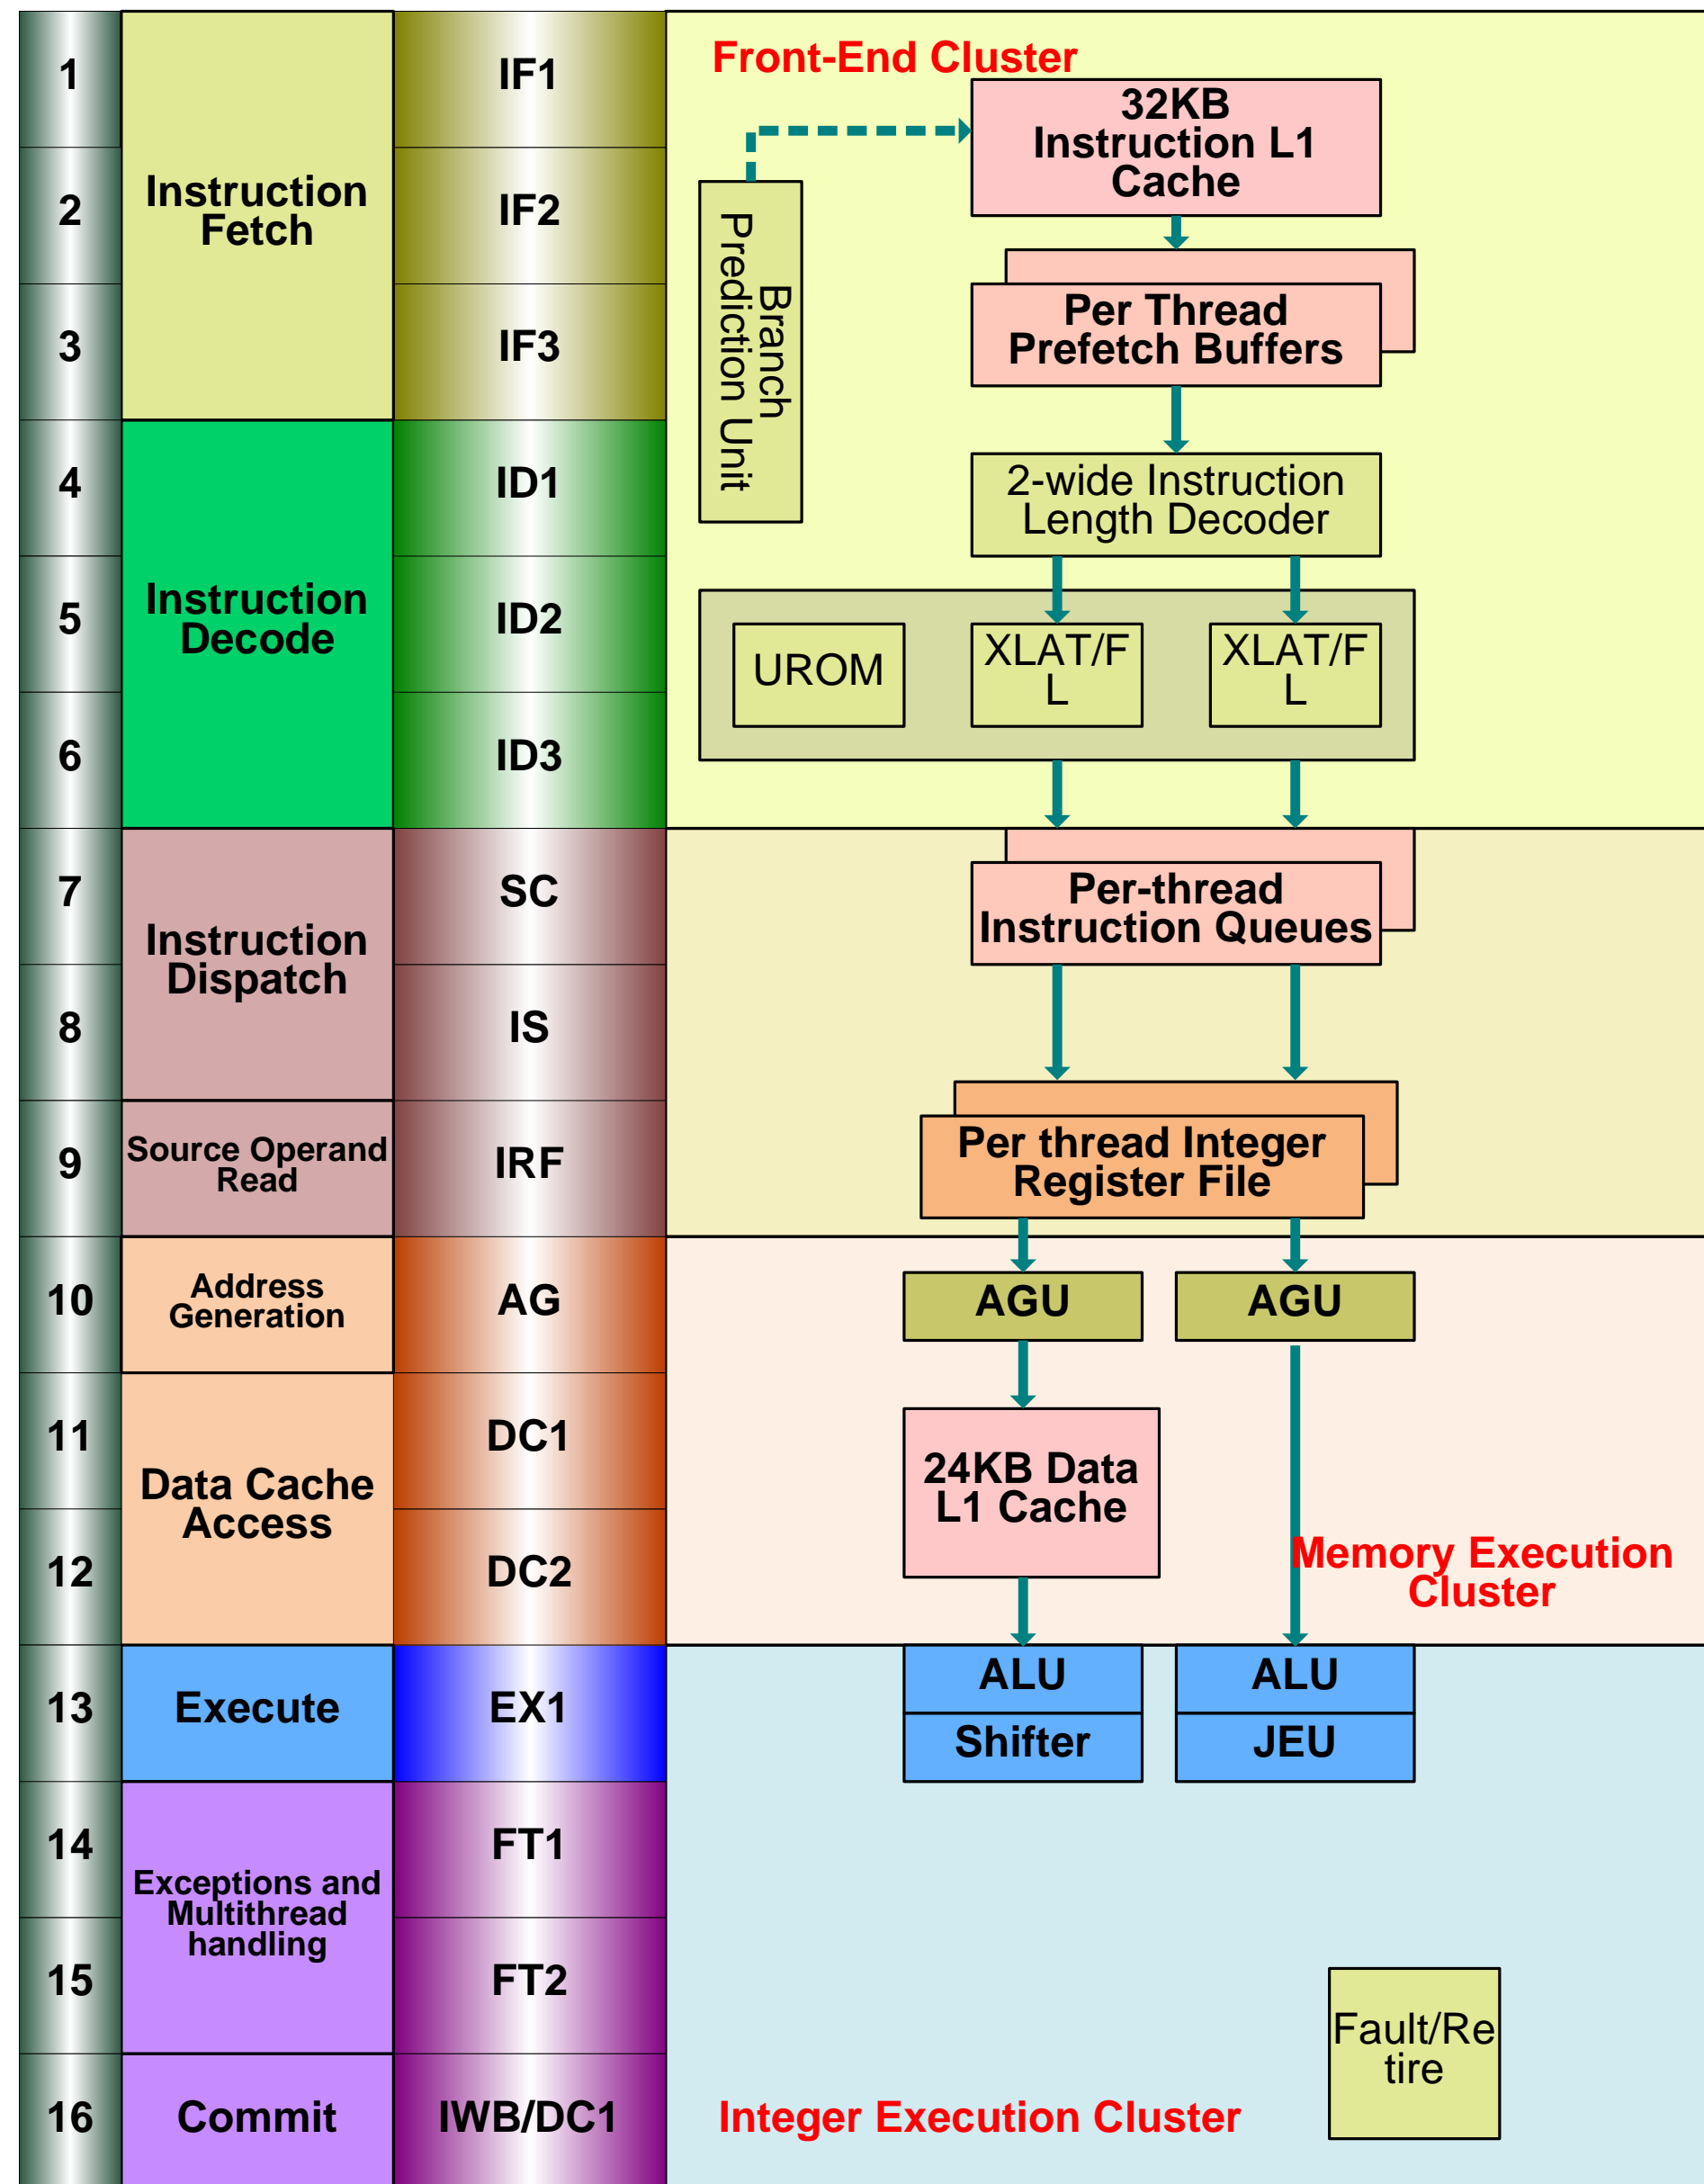 1
IF1
Front-End Cluster
32KB
Instruction L1
Cache
2
Instruction
Fetch
IF2
Branch
Prediction Unit
3
IF3
Per Thread
Prefetch Buffers
4
ID1
2-wide Instruction
Length Decoder
5
Instruction
Decode
ID2
UROM
XLAT/F
L
XLAT/F
L
6
ID3
7
SC
Per-thread
Instruction Queues
Instruction
Dispatch
8
IS
9
Source Operand
Read
IRF
Per thread Integer
Register File
10
Address
Generation
AG
AGU
AGU
11
DC1
Data Cache
Access
24KB Data
L1 Cache
12
DC2
Memory Execution
Cluster
13
Execute
EX1
ALU
Shifter
ALU
JEU
14
FT1
Exceptions and
Multithread
handling
15
FT2
Fault/Re
tire
16
Commit
IWB/DC1
Integer Execution Cluster